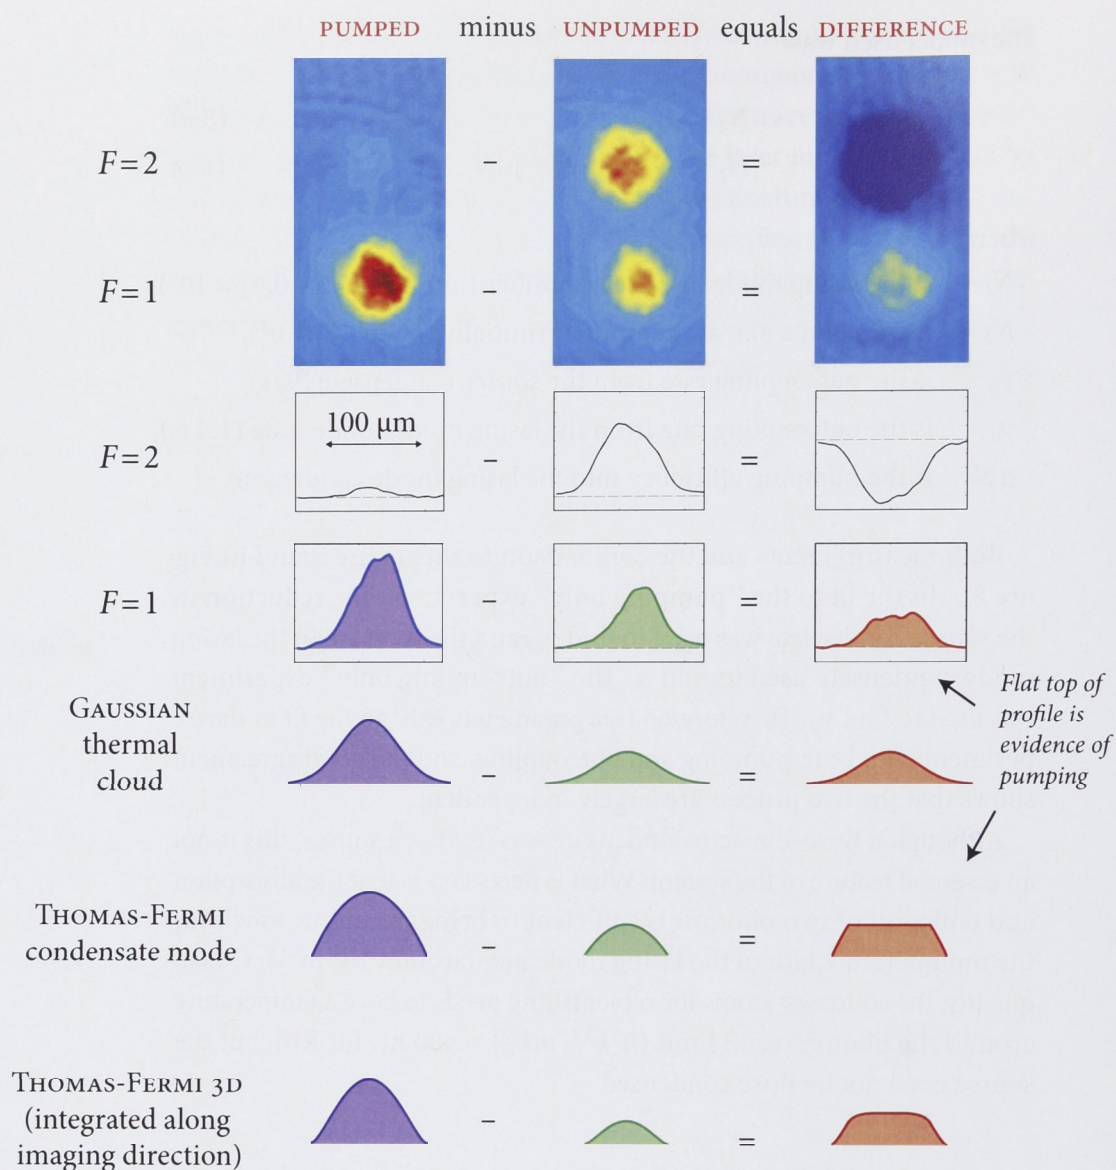 PUMPED minus UNPUMPED equals DIFFERENCE
F=2 – =
F=1 – =
100 μm
F=2 – =
F=1 – =
Flat top of
profile is
evidence of
pumping
GAUSSIAN
thermal
cloud
– =
THOMAS-FERMI
condensate mode
– =
THOMAS-FERMI 3D
(integrated along
imaging direction)
– =